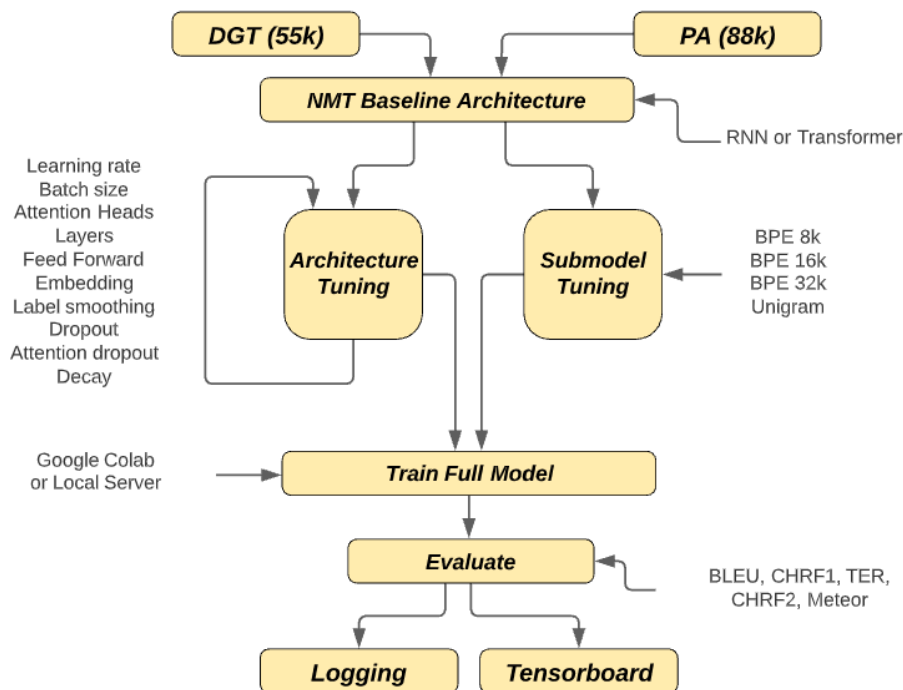 DGT (55k)
PA (88k)
NMT Baseline Architecture
RNN or Transformer
Learning rate
Batch size
Attention Heads
Layers
Feed Forward
Embedding
Label smoothing
Dropout
Attention dropout
Decay
Architecture
Tuning
Submodel
Tuning
BPE 8k
BPE 16k
BPE 32k
Unigram
Google Colab
or Local Server
Train Full Model
Evaluate
BLEU, CHRF1, TER,
CHRF2, Meteor
Logging
Tensorboard